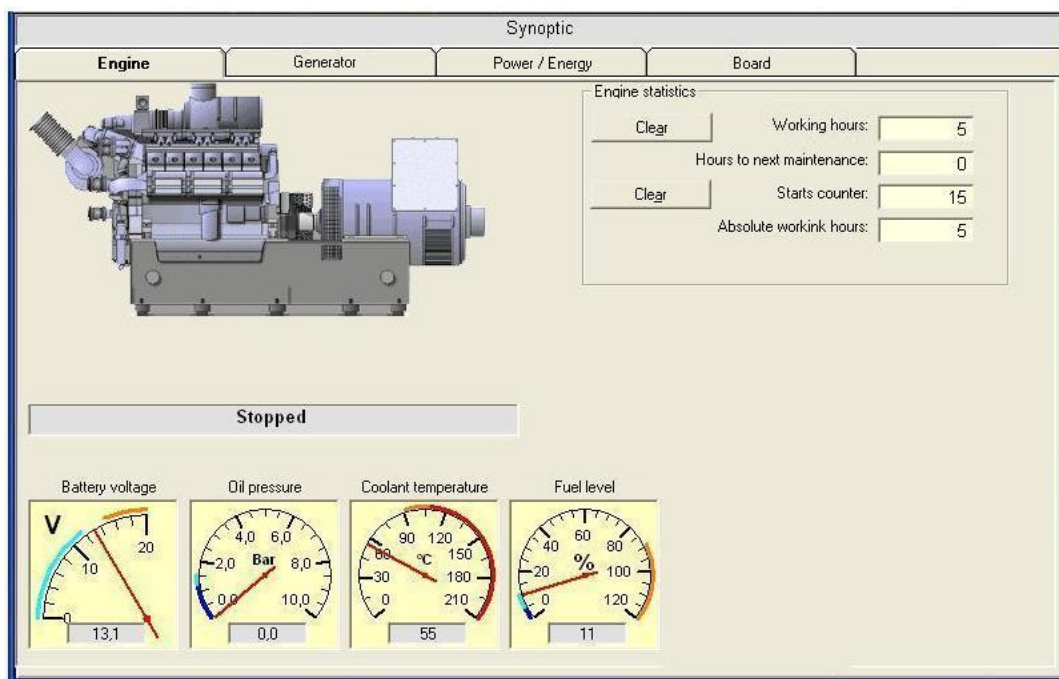 Synoptic
Engine Generator Power / Energy Board
Engine statistics
Clear Working hours: 5
Hours to next maintenance: 0
Clear Starts counter: 15
Absolute workink hours: 5
Stopped
Battery voltage Oil pressure Coolant temperature Fuel level
V
0 10 20
13,1
Bar
0,0 2,0 4,0 6,0 8,0 10,0
0,0
°C
0 30 60 90 120 150 180 210
55
%
0 20 40 60 80 100 120
11